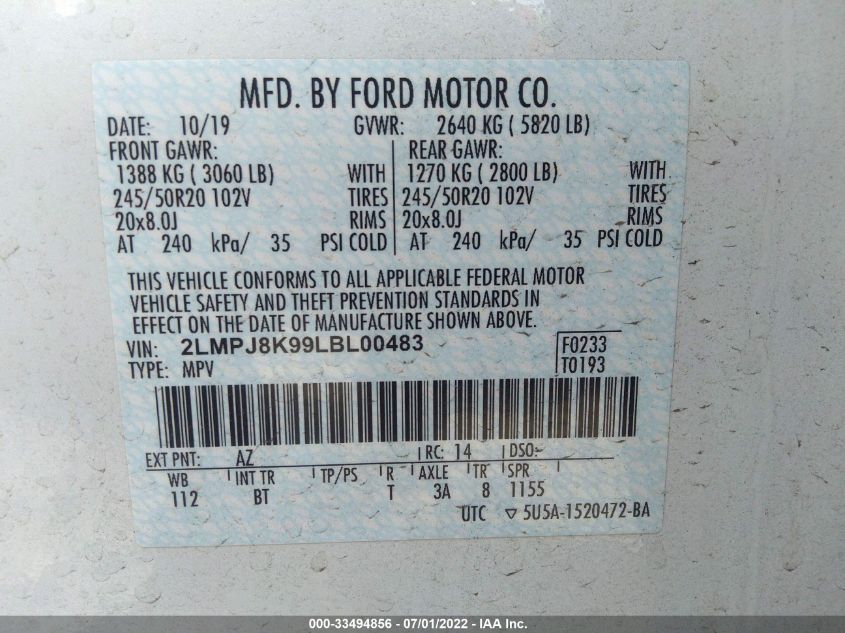 MFD. BY FORD MOTOR CO.
DATE: 10/19 GVWR: 2640 KG ( 5820 LB)
FRONT GAWR: REAR GAWR:
1388 KG ( 3060 LB) WITH 1270 KG ( 2800 LB) WITH
245/50R20 102V TIRES 245/50R20 102V TIRES
20x8.0J RIMS 20x8.0J RIMS
AT 240 kPa/ 35 PSI COLD AT 240 kPa/ 35 PSI COLD
THIS VEHICLE CONFORMS TO ALL APPLICABLE FEDERAL MOTOR
VEHICLE SAFETY AND THEFT PREVENTION STANDARDS IN
EFFECT ON THE DATE OF MANUFACTURE SHOWN ABOVE.
VIN: 2LMPJ8K99LBL00483 F0233
TYPE: MPV T0193
EXT PNT: AZ RC: 14 DSO:
WB INT TR TP/PS R AXLE TR SPR
112 BT T 3A 8 1155
UTC ▽ 5U5A-1520472-BA
000-33494856 - 07/01/2022 - IAA Inc.